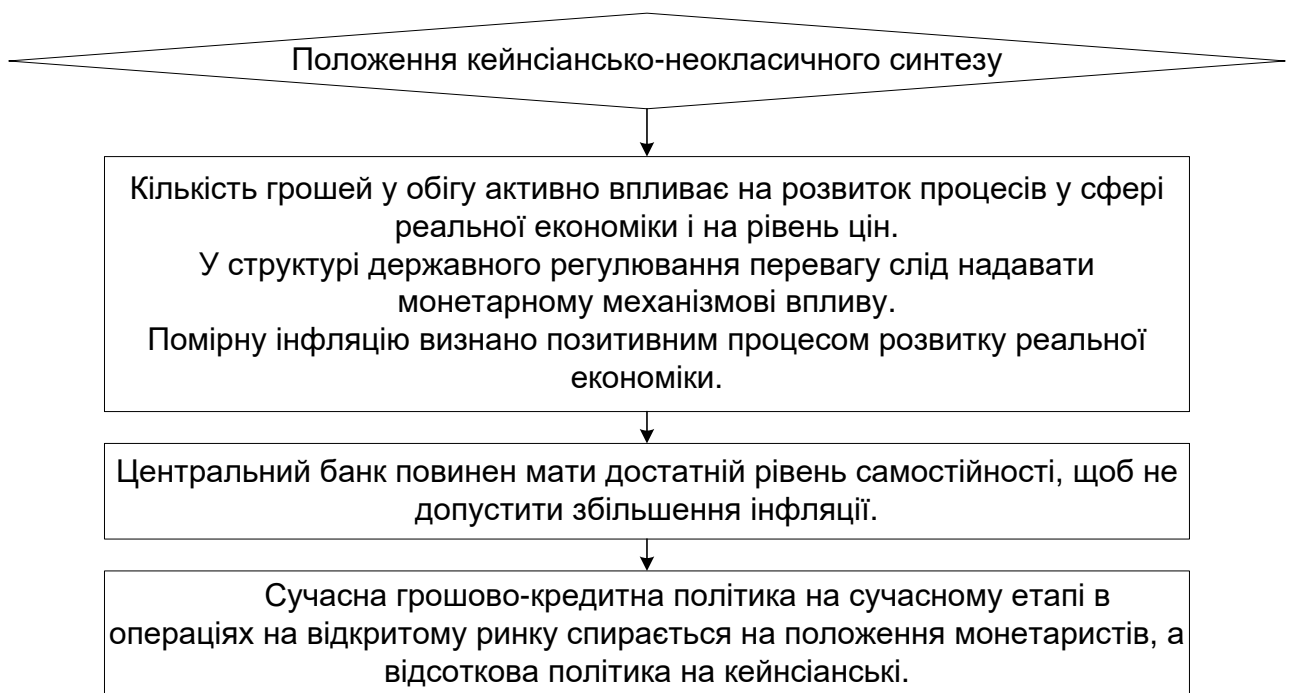 Положення кейнсіансько-неокласичного синтезу
Кількість грошей у обігу активно впливає на розвиток процесів у сфері
реальної економіки і на рівень цін.
У структурі державного регулювання перевагу слід надавати
монетарному механізмові впливу.
Помірну інфляцію визнано позитивним процесом розвитку реальної
економіки.
Центральний банк повинен мати достатній рівень самостійності, щоб не
допустити збільшення інфляції.
Сучасна грошово-кредитна політика на сучасному етапі в
операціях на відкритому ринку спирається на положення монетаристів, а
відсоткова політика на кейнсіанські.